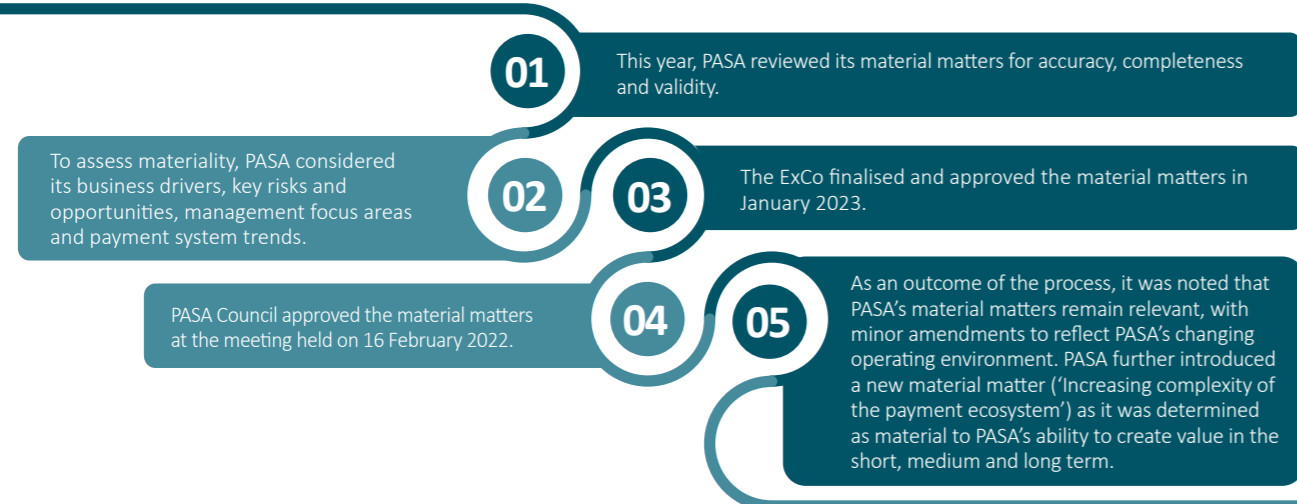 01
This year, PASA reviewed its material matters for accuracy, completeness
and validity.
02
To assess materiality, PASA considered
its business drivers, key risks and
opportunities, management focus areas
and payment system trends.
03
The ExCo finalised and approved the material matters in
January 2023.
04
PASA Council approved the material matters
at the meeting held on 16 February 2022.
05
As an outcome of the process, it was noted that
PASA’s material matters remain relevant, with
minor amendments to reflect PASA’s changing
operating environment. PASA further introduced
a new material matter (‘Increasing complexity of
the payment ecosystem’) as it was determined
as material to PASA’s ability to create value in the
short, medium and long term.